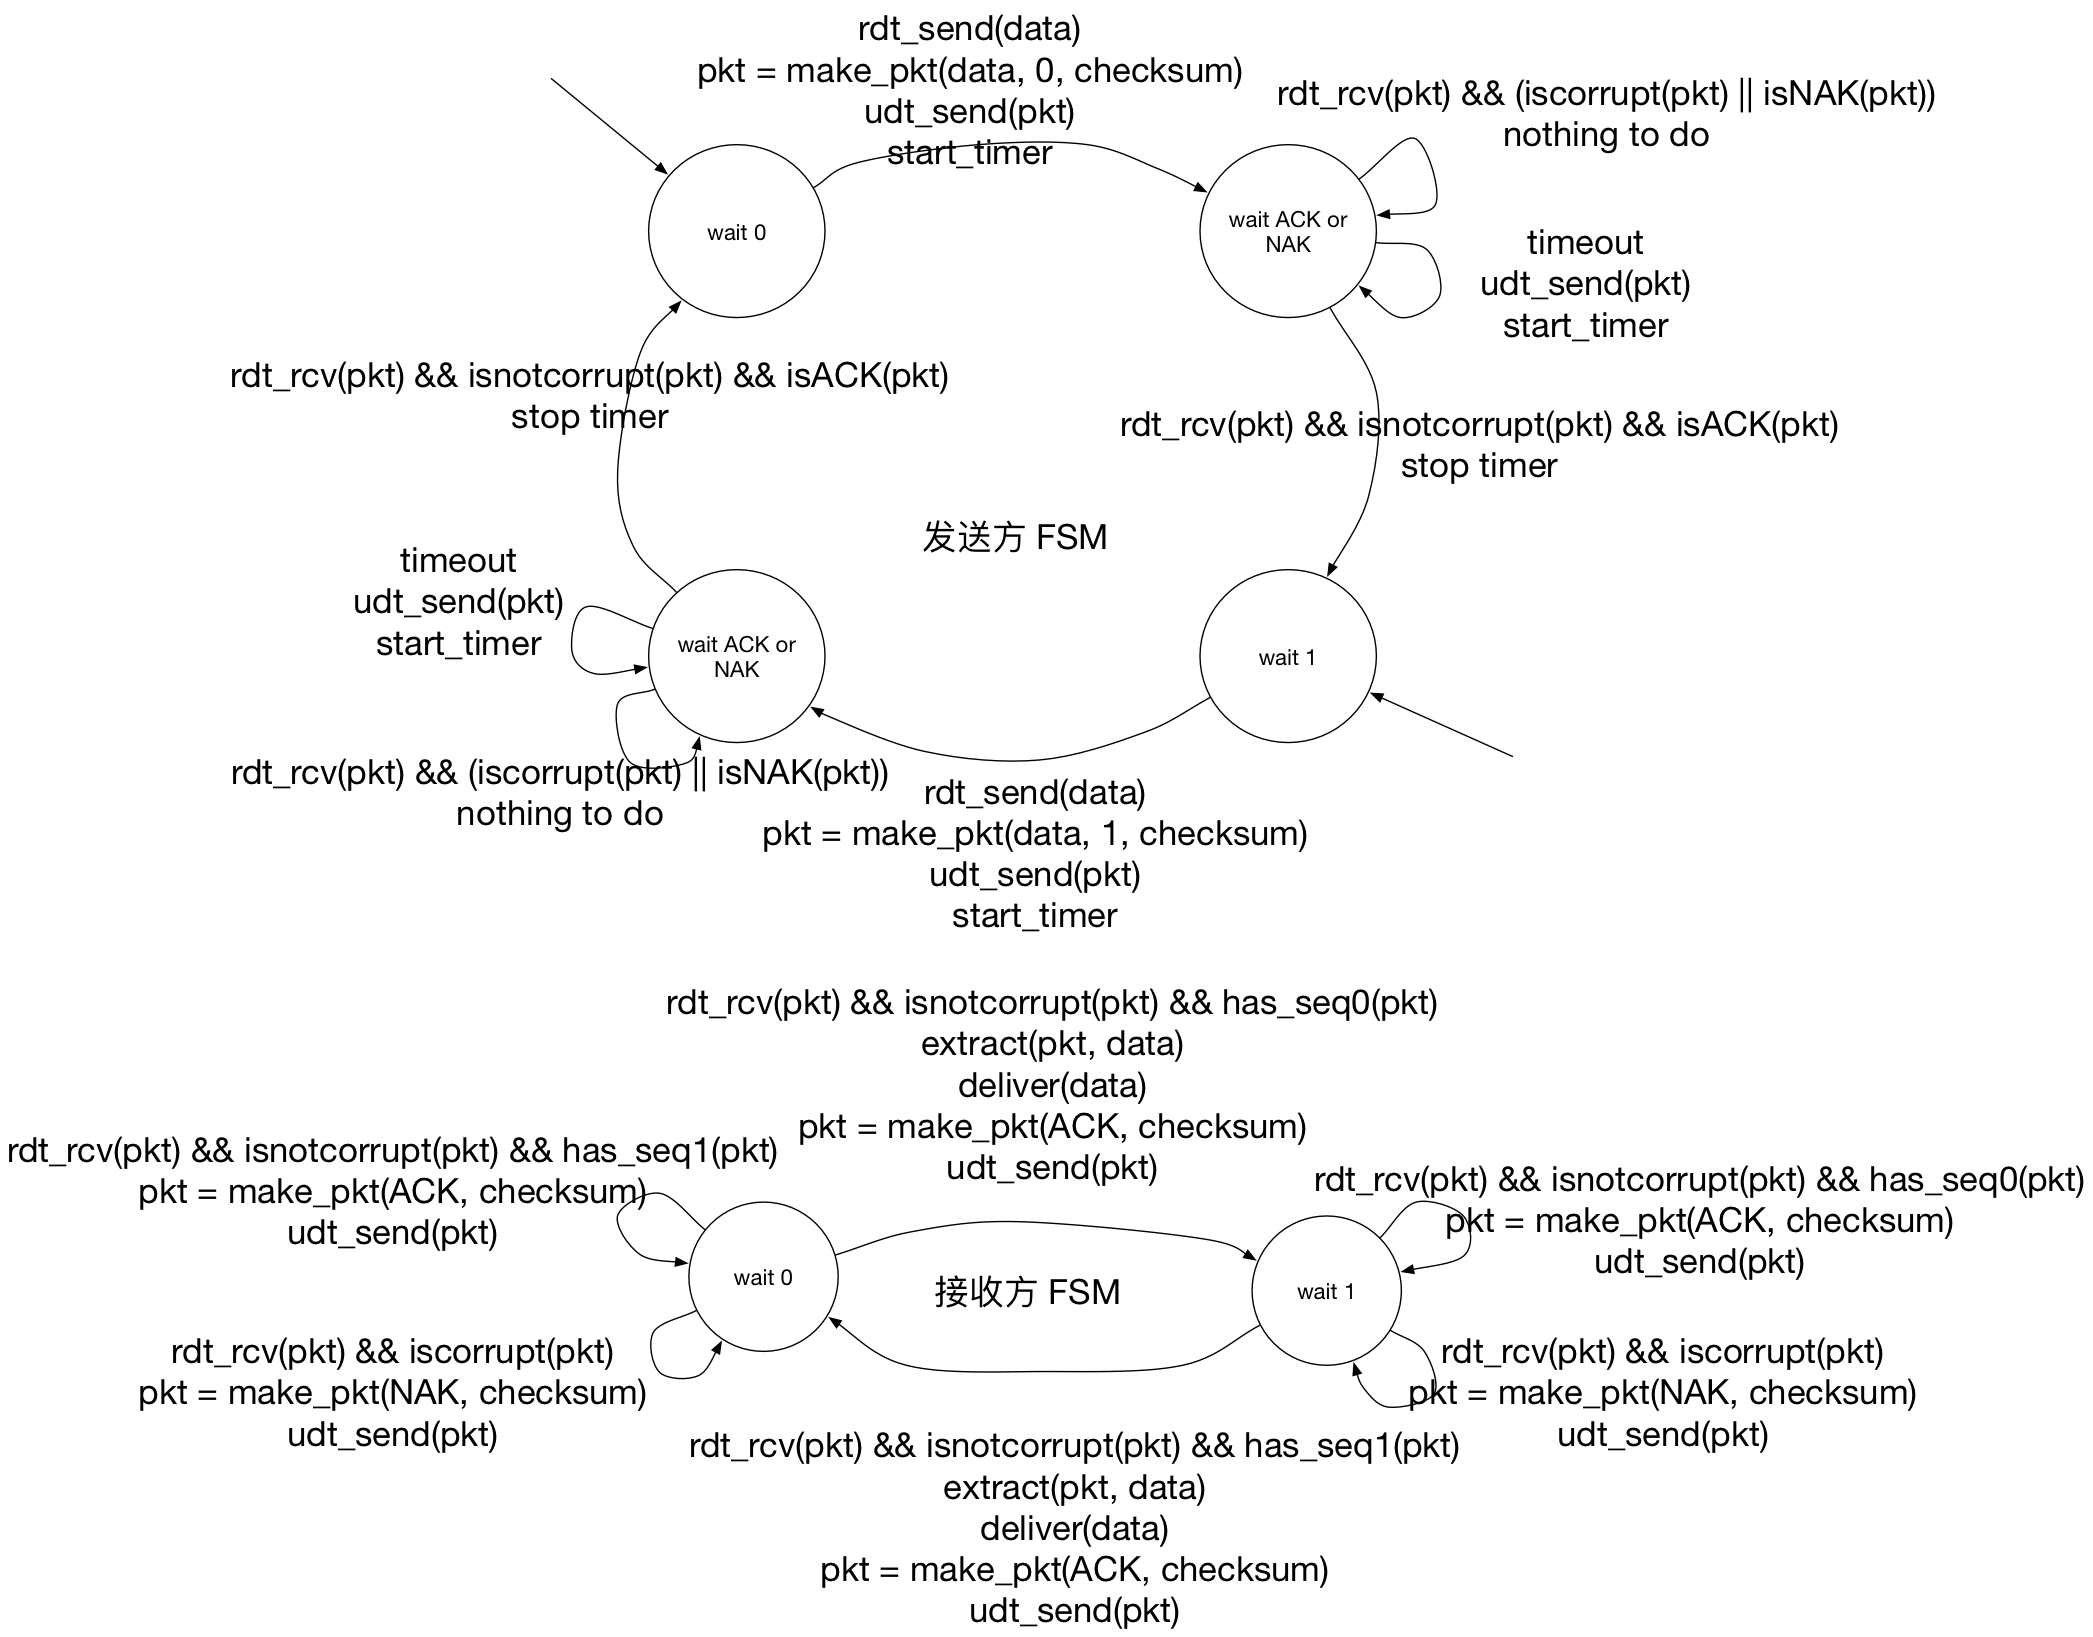 rdt_send(data)
pkt = make_pkt(data, 0, checksum)
udt_send(pkt)
start_timer
rdt_rcv(pkt) && (iscorrupt(pkt) || isNAK(pkt))
nothing to do
wait 0
wait ACK or
NAK
timeout
udt_send(pkt)
start_timer
rdt_rcv(pkt) && isnotcorrupt(pkt) && isACK(pkt)
stop timer
rdt_rcv(pkt) && isnotcorrupt(pkt) && isACK(pkt)
stop timer
发送方 FSM
timeout
udt_send(pkt)
start_timer
wait ACK or
NAK
wait 1
rdt_rcv(pkt) && (iscorrupt(pkt) || isNAK(pkt))
nothing to do
rdt_send(data)
pkt = make_pkt(data, 1, checksum)
udt_send(pkt)
start_timer
rdt_rcv(pkt) && isnotcorrupt(pkt) && has_seq0(pkt)
extract(pkt, data)
deliver(data)
pkt = make_pkt(ACK, checksum)
udt_send(pkt)
rdt_rcv(pkt) && isnotcorrupt(pkt) && has_seq1(pkt)
pkt = make_pkt(ACK, checksum)
udt_send(pkt)
rdt_rcv(pkt) && isnotcorrupt(pkt) && has_seq0(pkt)
pkt = make_pkt(ACK, checksum)
udt_send(pkt)
wait 0
接收方 FSM
wait 1
rdt_rcv(pkt) && iscorrupt(pkt)
pkt = make_pkt(NAK, checksum)
udt_send(pkt)
rdt_rcv(pkt) && iscorrupt(pkt)
pkt = make_pkt(NAK, checksum)
udt_send(pkt)
rdt_rcv(pkt) && isnotcorrupt(pkt) && has_seq1(pkt)
extract(pkt, data)
deliver(data)
pkt = make_pkt(ACK, checksum)
udt_send(pkt)